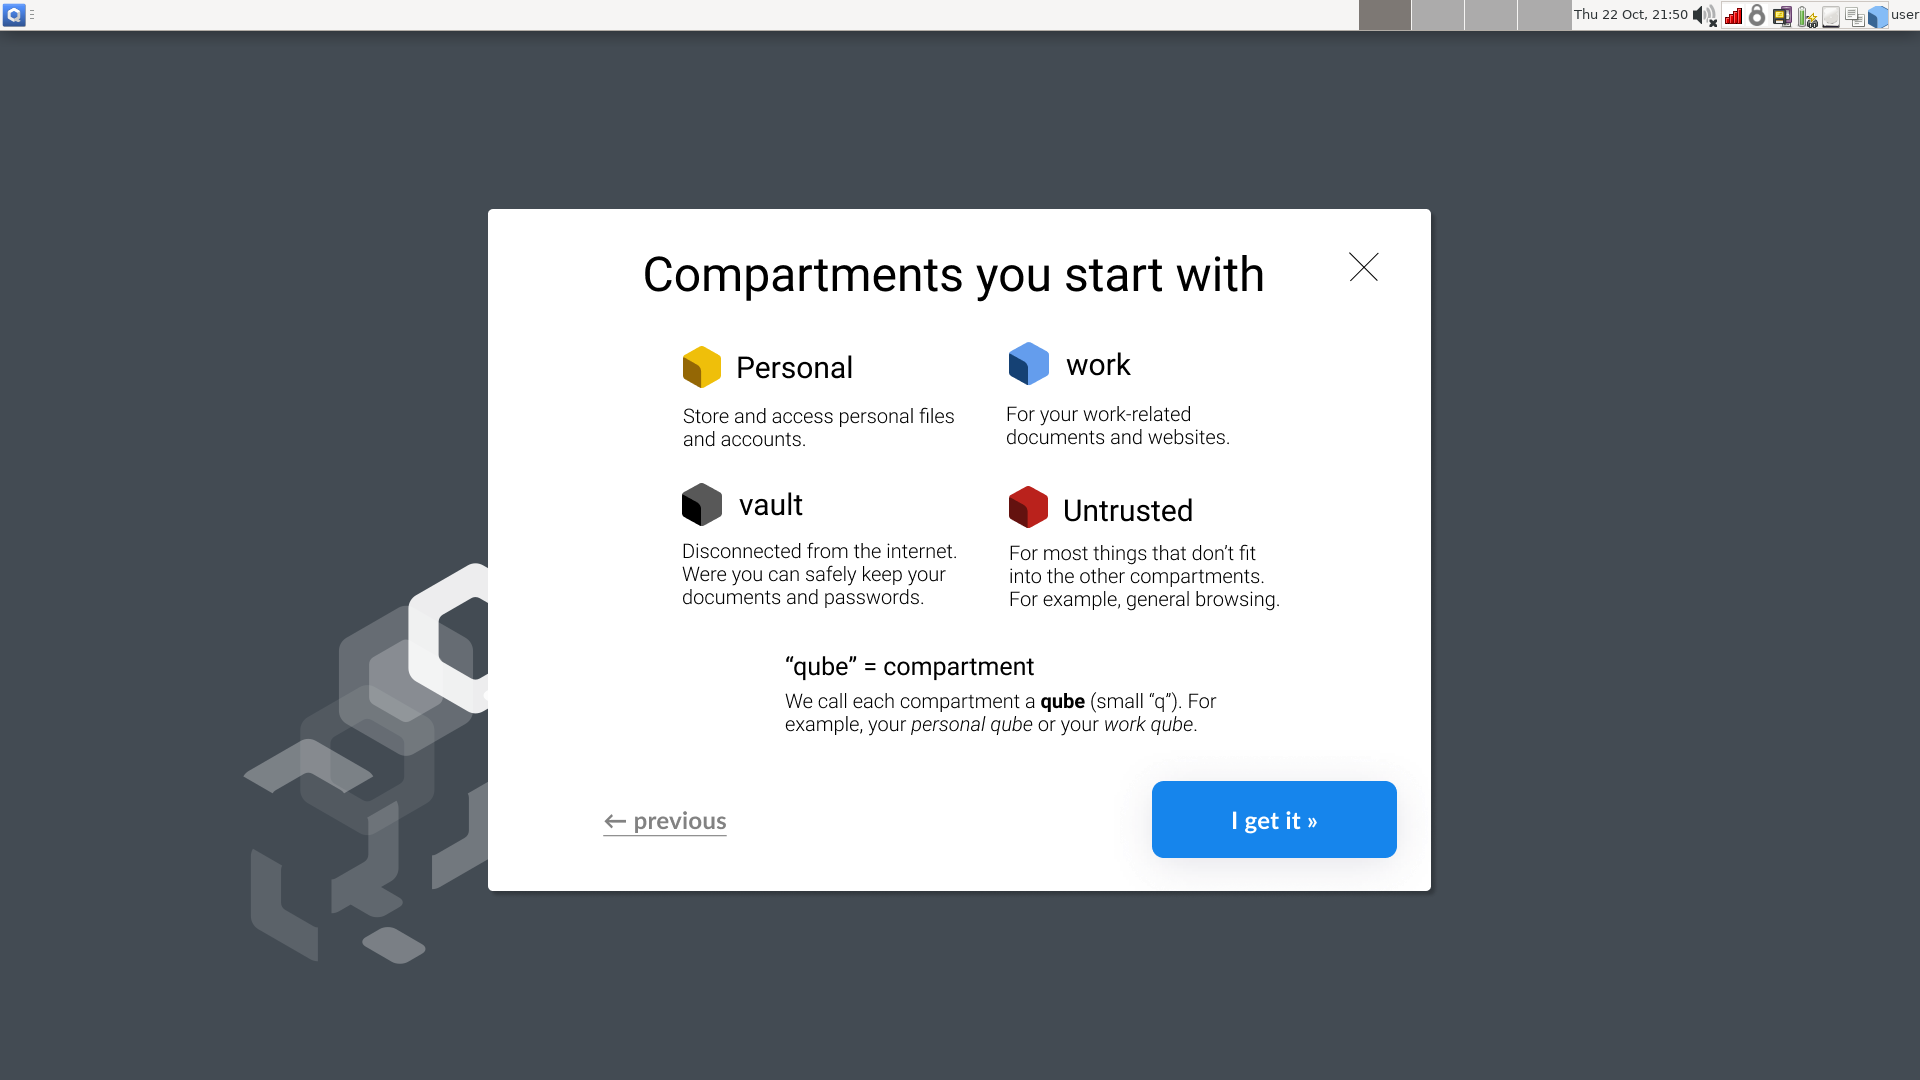 Thu 22 Oct, 21:50
user
Compartments you start with
Personal
Store and access personal files
and accounts.
work
For your work-related
documents and websites.
vault
Disconnected from the internet.
Were you can safely keep your
documents and passwords.
Untrusted
For most things that don’t fit
into the other compartments.
For example, general browsing.
“qube” = compartment
We call each compartment a qube (small “q”). For
example, your personal qube or your work qube.
← previous
I get it »